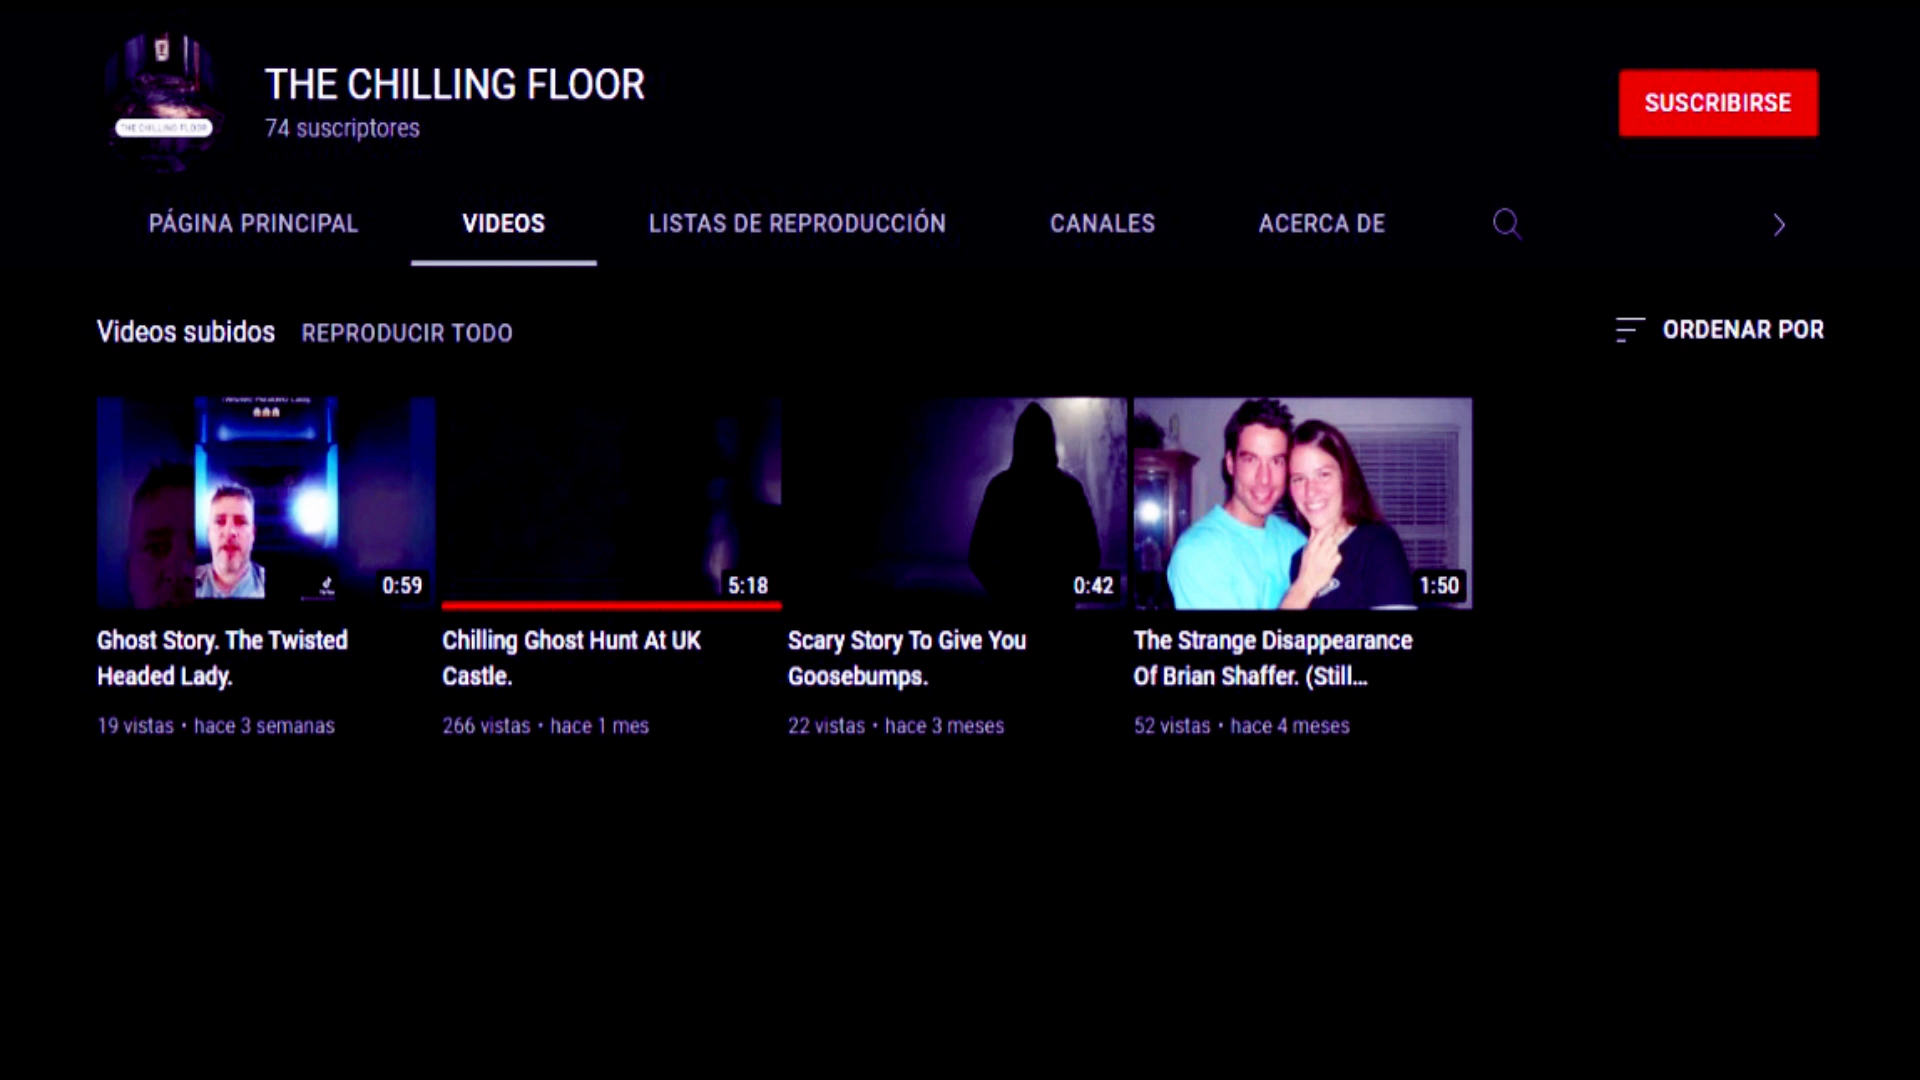 THE CHILLING FLOOR
74 suscriptores
THE CHILLING FLOOR
SUSCRIBIRSE
PÁGINA PRINCIPAL VIDEOS LISTAS DE REPRODUCCIÓN CANALES ACERCA DE
Videos subidos REPRODUCIR TODO
ORDENAR POR
0:59
5:18
0:42
1:50
Ghost Story. The Twisted
Headed Lady.
19 vistas • hace 3 semanas
Chilling Ghost Hunt At UK
Castle.
266 vistas • hace 1 mes
Scary Story To Give You
Goosebumps.
22 vistas • hace 3 meses
The Strange Disappearance
Of Brian Shaffer. (Still...
52 vistas • hace 4 meses